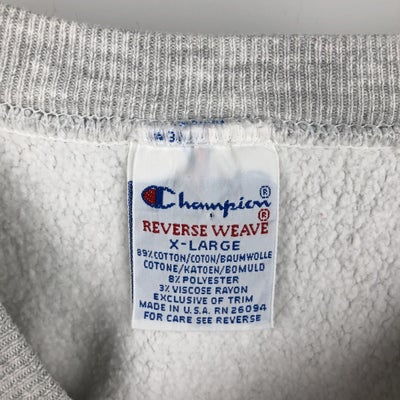 Champion®
REVERSE WEAVE®
X-LARGE
89% COTTON/COTON/BAUMWOLLE
COTONE/KATOEN/BOMULD
8% POLYESTER
3% VISCOSE RAYON
EXCLUSIVE OF TRIM
MADE IN U.S.A. RN 26094
FOR CARE SEE REVERSE